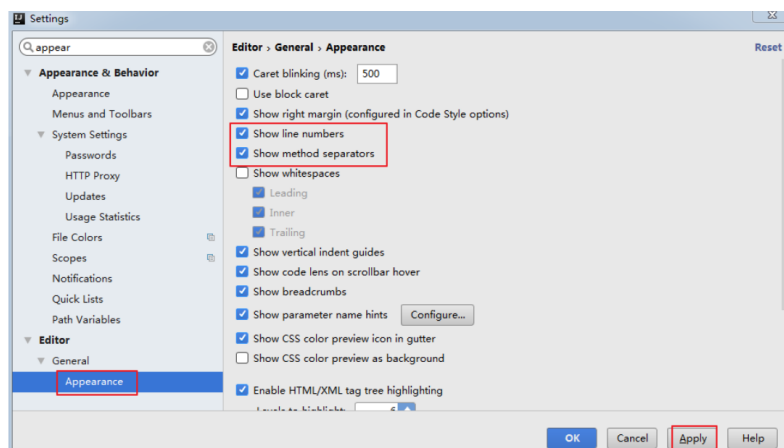 Settings
appear
Appearance & Behavior
Appearance
Menus and Toolbars
System Settings
Passwords
HTTP Proxy
Updates
Usage Statistics
File Colors
Scopes
Notifications
Quick Lists
Path Variables
Editor
General
Appearance
Editor › General › Appearance
Reset
Caret blinking (ms): 500
Use block caret
Show right margin (configured in Code Style options)
Show line numbers
Show method separators
Show whitespaces
Leading
Inner
Trailing
Show vertical indent guides
Show code lens on scrollbar hover
Show breadcrumbs
Show parameter name hints Configure...
Show CSS color preview icon in gutter
Show CSS color preview as background
Enable HTML/XML tag tree highlighting
OK Cancel Apply Help